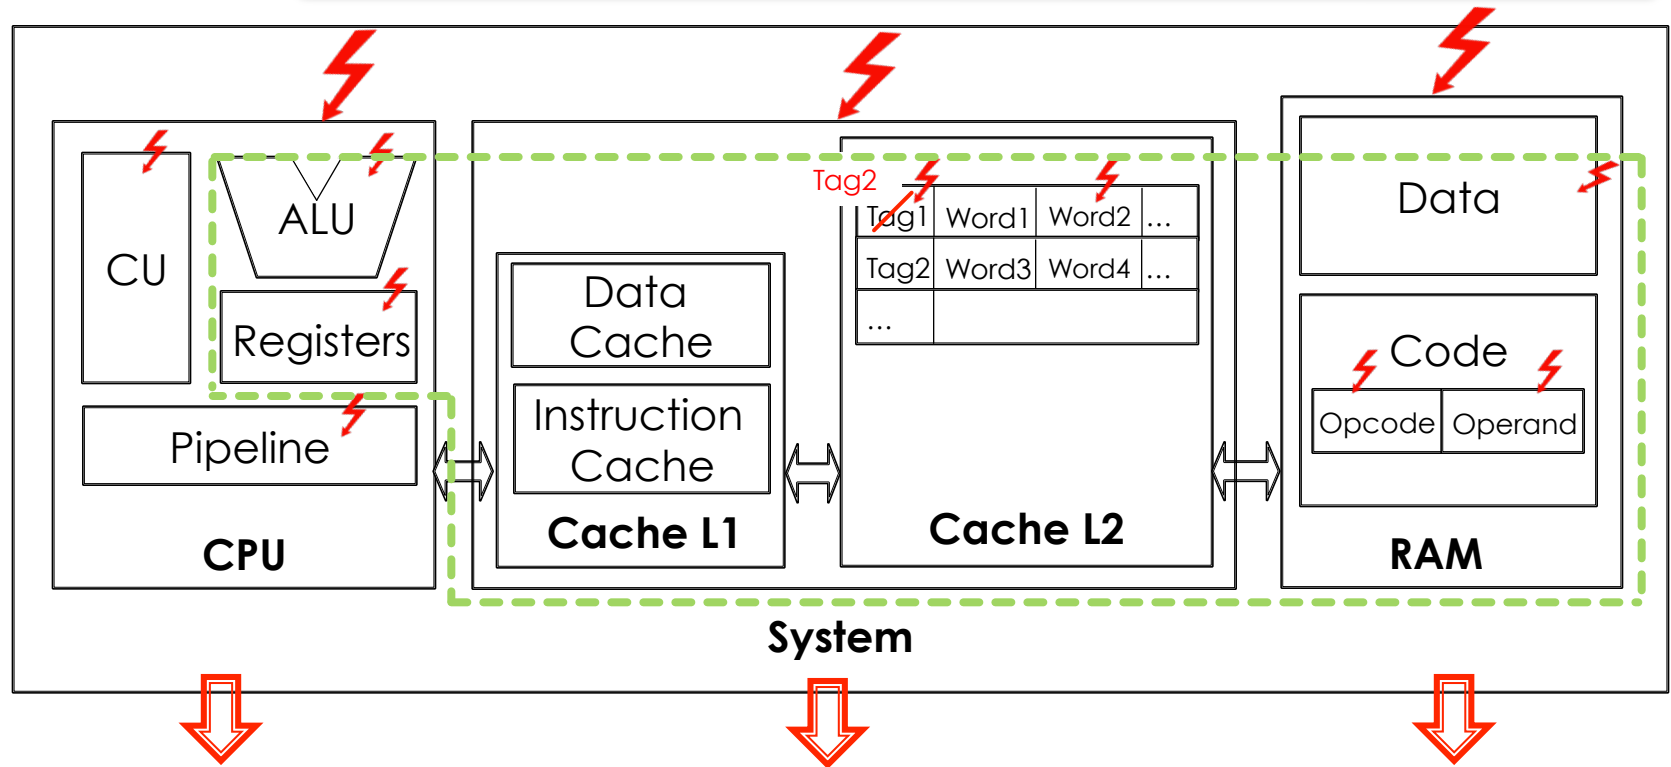 CU
ALU
Registers
Pipeline
CPU
Data
Cache
Instruction
Cache
Cache L1
Tag2
Tag1 Word1 Word2 ...
Tag2 Word3 Word4 ...
...
Cache L2
Data
Code
Opcode Operand
RAM
System